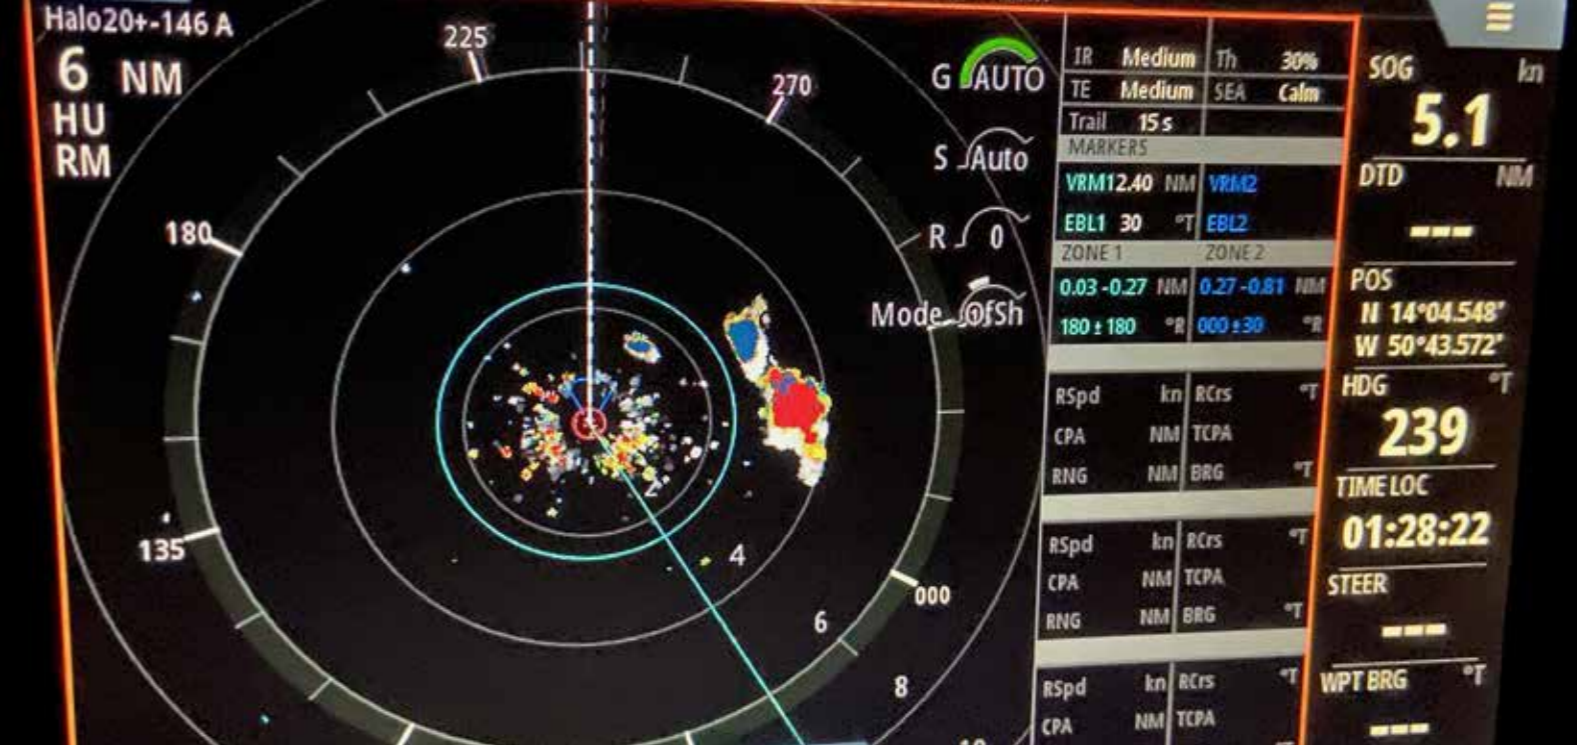 Halo20+-146 A
6 NM
HU
RM
225
270
180
135
000
2
4
6
8
10
G AUTO
S Auto
R 0
Mode OfSh
IR Medium Th 30%
TE Medium SEA Calm
Trail 15 s
MARKERS
VRM1 2.40 NM VRM2
EBL1 30 °T EBL2
ZONE 1 ZONE 2
0.03 -0.27 NM 0.27 -0.81 NM
180 ± 180 °R 000 ±30 °R
RSpd kn RCrs °T
CPA NM TCPA
RNG NM BRG °T
RSpd kn RCrs °T
CPA NM TCPA
RNG NM BRG °T
RSpd kn RCrs °T
CPA NM TCPA
SOG kn
5.1
DTD NM
---
POS
N 14°04.548'
W 50°43.572'
HDG °T
239
TIME LOC
01:28:22
STEER
---
WPT BRG °T
---